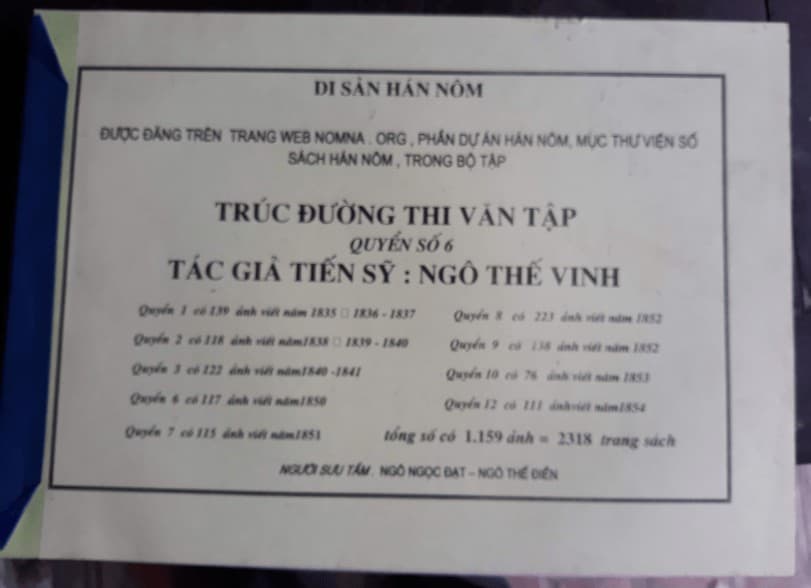 DI SẢN HÁN NÔM
ĐƯỢC ĐĂNG TRÊN TRANG WEB NOMNA . ORG , PHẦN DỰ ÁN HÁN NÔM, MỤC THƯ VIỆN SỐ
SÁCH HÁN NÔM , TRONG BỘ TẬP
TRÚC ĐƯỜNG THI VĂN TẬP
QUYỂN SỐ 6
TÁC GIẢ TIẾN SỸ : NGÔ THẾ VINH
Quyển 1 có 139 ảnh viết năm 1835 □ 1836 - 1837
Quyển 2 có 118 ảnh viết năm1838 □ 1839 - 1840
Quyển 3 có 122 ảnh viết năm1840 -1841
Quyển 6 có 117 ảnh viết năm1850
Quyển 7 có 115 ảnh viết năm1851
Quyển 8 có 223 ảnh viết năm 1852
Quyển 9 có 138 ảnh viết năm 1852
Quyển 10 có 76 ảnh viết năm 1853
Quyển 12 có 111 ảnhviết năm1854
tổng số có 1.159 ảnh = 2318 trang sách
NGƯỜI SƯU TẦM . NGÔ NGỌC ĐẠT – NGÔ THẾ ĐIỀN